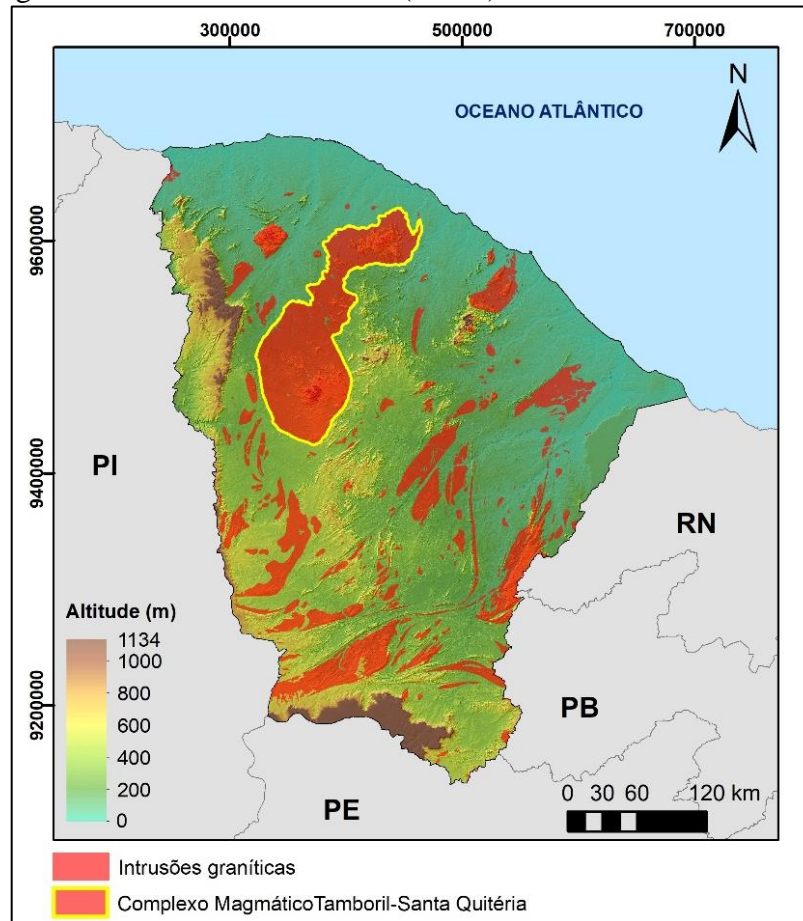 300000 500000 700000
N
OCEANO ATLÂNTICO
9600000
9400000
9200000
PI
RN
PB
PE
Altitude (m)
1134
1000
800
600
400
200
0
0 30 60 120 km
Intrusões graníticas
Complexo MagmáticoTamboril-Santa Quitéria